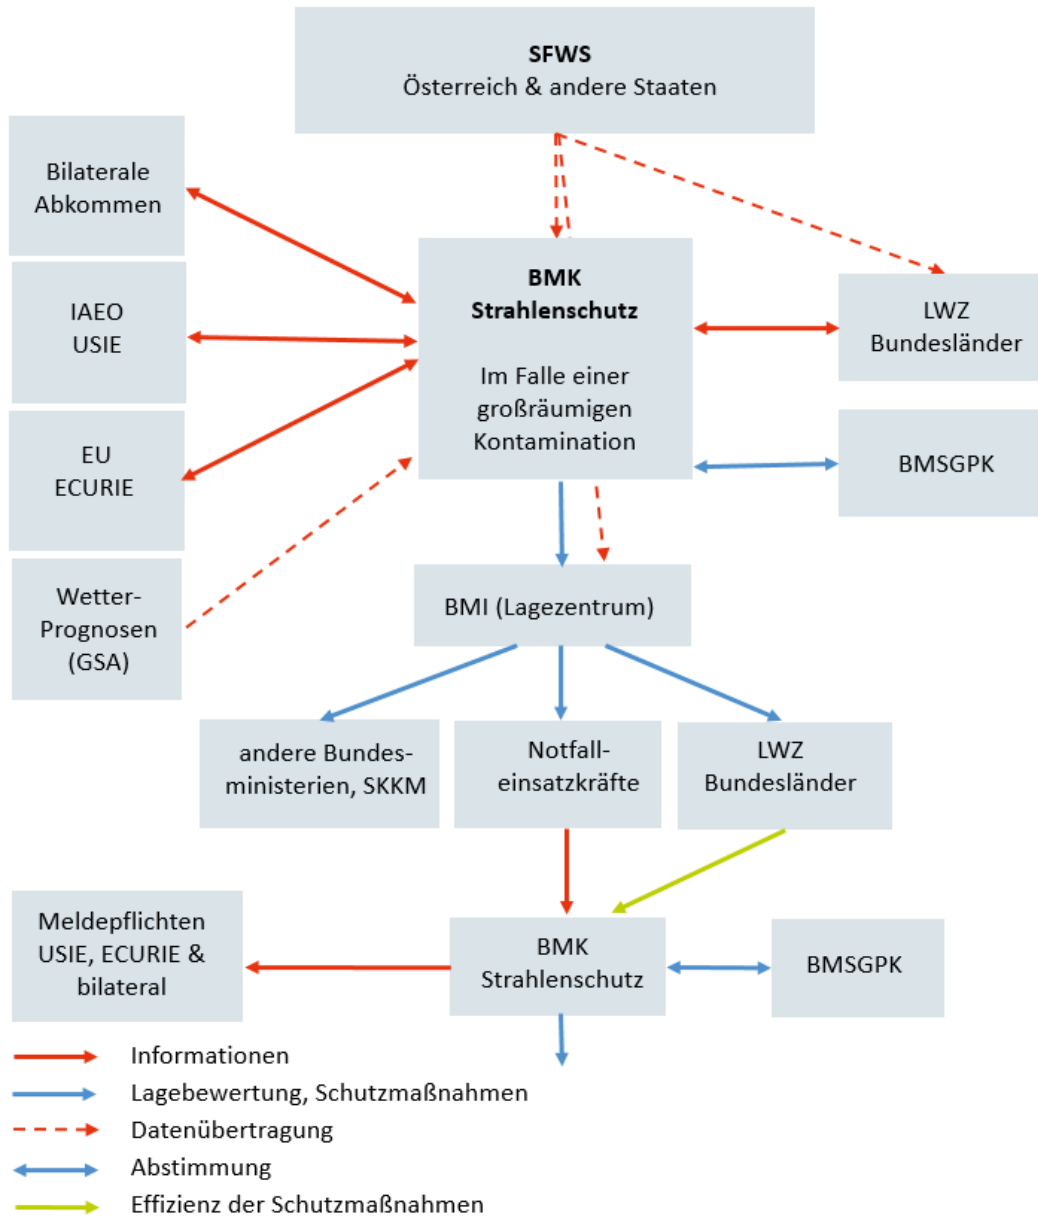 SFWS
Österreich & andere Staaten
Bilaterale
Abkommen
IAEO
USIE
EU
ECURIE
Wetter-
Prognosen
(GSA)
BMK
Strahlenschutz
Im Falle einer
großräumigen
Kontamination
LWZ
Bundesländer
BMSGPK
BMI (Lagezentrum)
andere Bundes-
ministerien, SKKM
Notfall-
einsatzkräfte
LWZ
Bundesländer
Meldepflichten
USIE, ECURIE &
bilateral
BMK
Strahlenschutz
BMSGPK
Informationen
Lagebewertung, Schutzmaßnahmen
Datenübertragung
Abstimmung
Effizienz der Schutzmaßnahmen